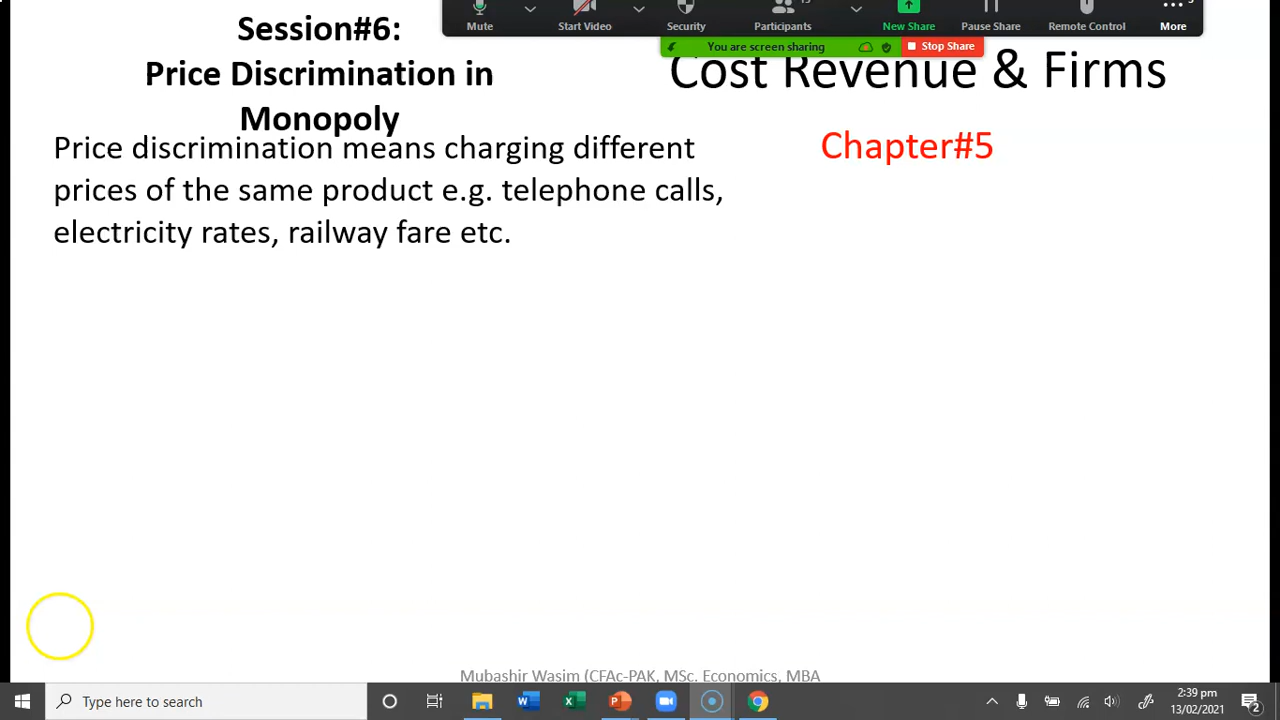 Mute
Start Video
Security
Participants
New Share
Pause Share
Remote Control
More
You are screen sharing
Stop Share
Session#6:
Price Discrimination in
Monopoly
Cost Revenue & Firms
Chapter#5
Price discrimination means charging different
prices of the same product e.g. telephone calls,
electricity rates, railway fare etc.
Mubashir Wasim (CFAc-PAK, MSc. Economics, MBA
Type here to search
2:39 pm
13/02/2021
2